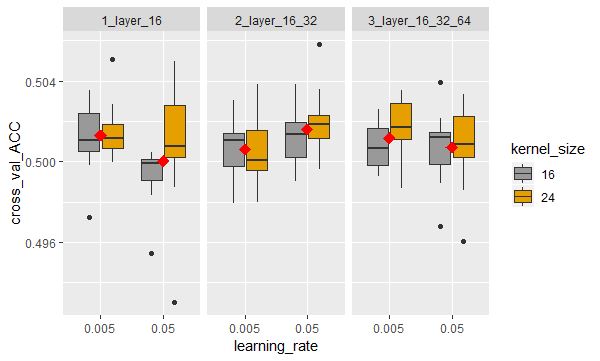 1_layer_16 2_layer_16_32 3_layer_16_32_64
cross_val_ACC
0.504
0.500
0.496
0.005 0.05 0.005 0.05 0.005 0.05
learning_rate
kernel_size
16
24